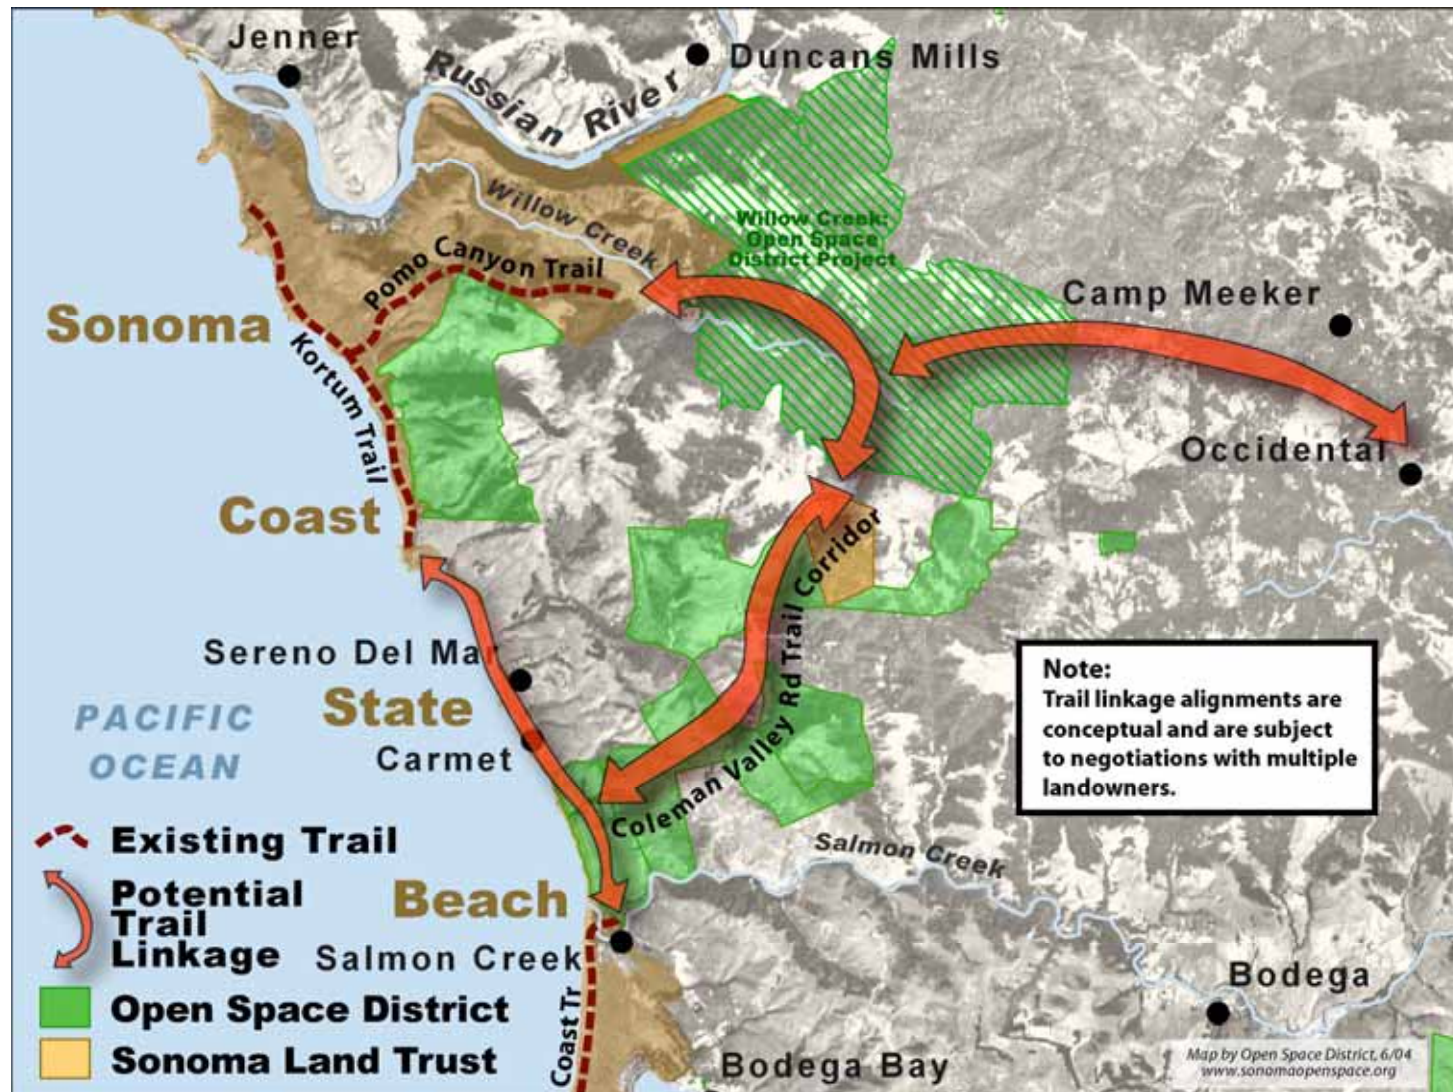 Jenner
Duncans Mills
Russian River
Willow Creek
Willow Creek:
Open Space
District Project
Pomo Canyon Trail
Camp Meeker
Sonoma
Kortum Trail
Occidental
Coast
Coleman Valley Rd Trail Corridor
Sereno Del Mar
State
PACIFIC
OCEAN
Carmet
Note:
Trail linkage alignments are
conceptual and are subject
to negotiations with multiple
landowners.
Salmon Creek
Beach
Salmon Creek
Coast Tr
Bodega
Bodega Bay
Existing Trail
Potential
Trail
Linkage
Open Space District
Sonoma Land Trust
Map by Open Space District, 6/04
www.sonomaopenspace.org